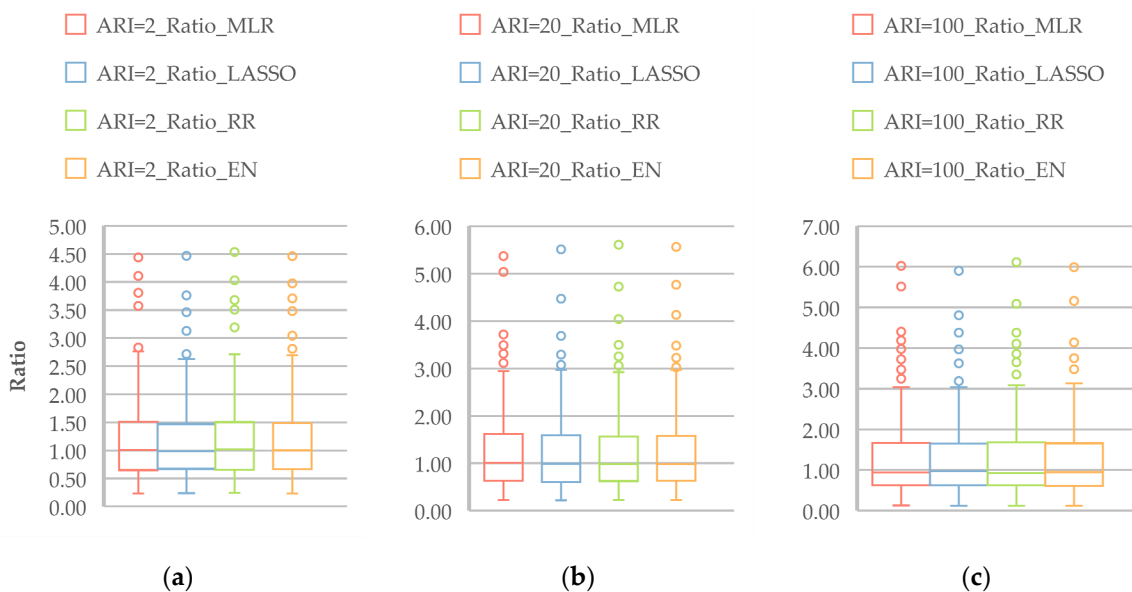 ARI=2_Ratio_MLR
ARI=2_Ratio_LASSO
ARI=2_Ratio_RR
ARI=2_Ratio_EN
Ratio
5.00
4.50
4.00
3.50
3.00
2.50
2.00
1.50
1.00
0.50
0.00
(a)
ARI=20_Ratio_MLR
ARI=20_Ratio_LASSO
ARI=20_Ratio_RR
ARI=20_Ratio_EN
6.00
5.00
4.00
3.00
2.00
1.00
0.00
(b)
ARI=100_Ratio_MLR
ARI=100_Ratio_LASSO
ARI=100_Ratio_RR
ARI=100_Ratio_EN
7.00
6.00
5.00
4.00
3.00
2.00
1.00
0.00
(c)